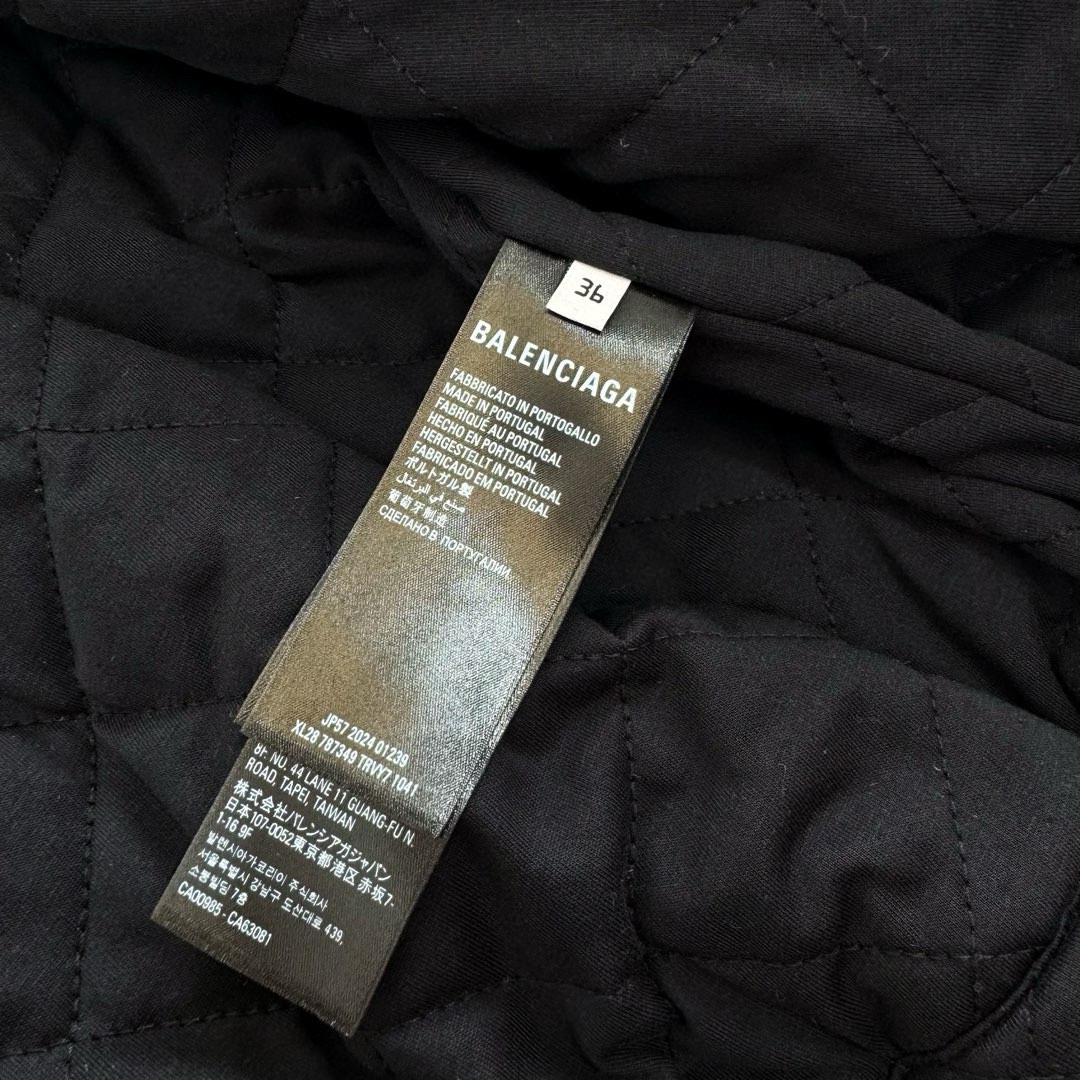 36
BALENCIAGA
FABBRICATO IN PORTOGALLO
MADE IN PORTUGAL
FABRIQUÉ AU PORTUGAL
HECHO EN PORTUGAL
HERGESTELLT IN PORTUGAL
FABRICADO EM PORTUGAL
ポルトガル製
صنع في البرتغال
葡萄牙制造
СДЕЛАНО В ПОРТУГАЛИИ
JP57 2024 01239
XL28 787349 TRVY7 1041
8F. NO. 44 LANE 11 GUANG-FU N.
ROAD, TAPEI, TAIWAN
株式会社バレンシアガジャパン
日本107-0052東京都港区赤坂7-
1-16 9F
발렌시아가코리아 주식회사
서울특별시 강남구 도산대로 439,
소봉빌딩 7층
CA00985 - CA63081